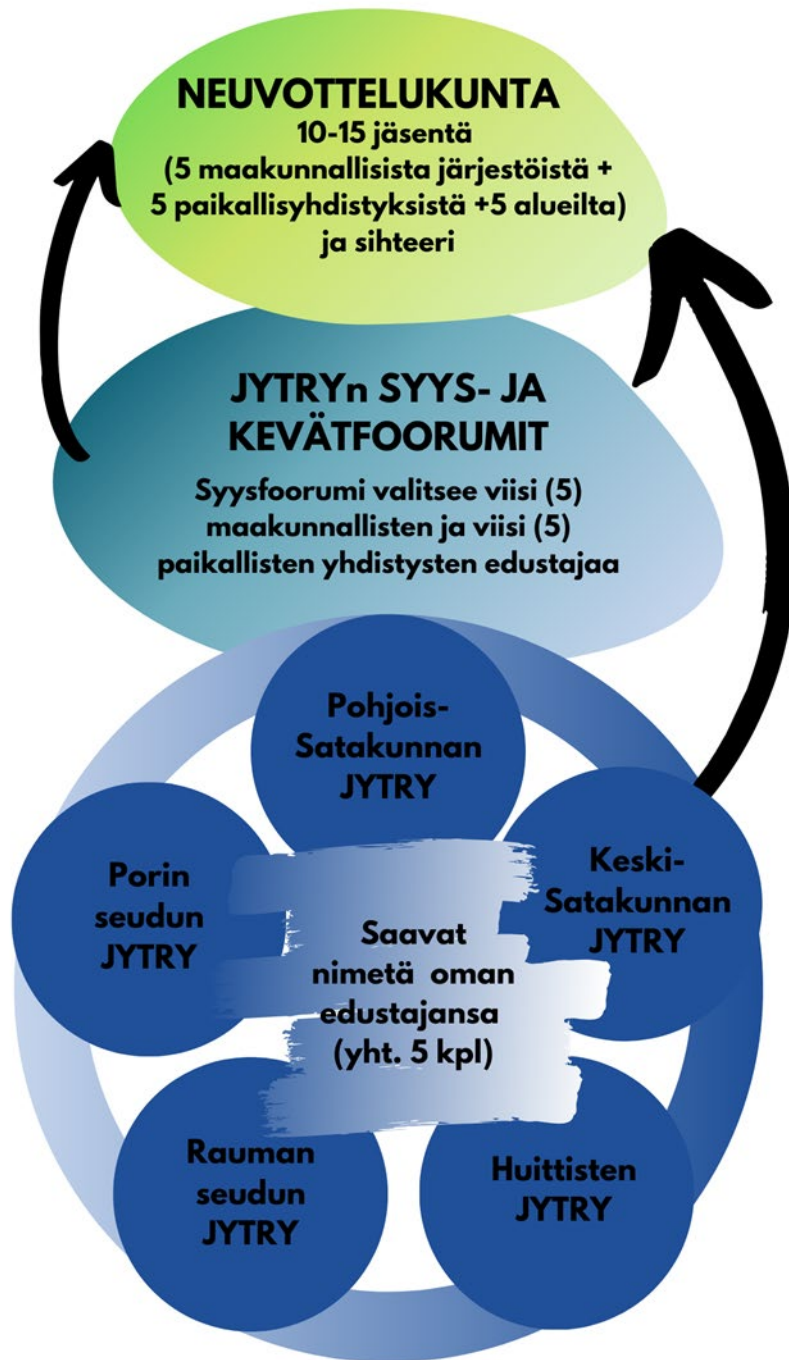 NEUVOTTELUKUNTA
10-15 jäsentä
(5 maakunnallisista järjestöistä +
5 paikallisyhdistyksistä +5 alueilta)
ja sihteeri
JYTRYn SYYS- JA
KEVÄTFOORUMIT
Syysfoorumi valitsee viisi (5)
maakunnallisten ja viisi (5)
paikallisten yhdistysten edustajaa
Pohjois-
Satakunnan
JYTRY
Porin
seudun
JYTRY
Keski-
Satakunnan
JYTRY
Saavat
nimetä oman
edustajansa
(yht. 5 kpl)
Rauman
seudun
JYTRY
Huittisten
JYTRY